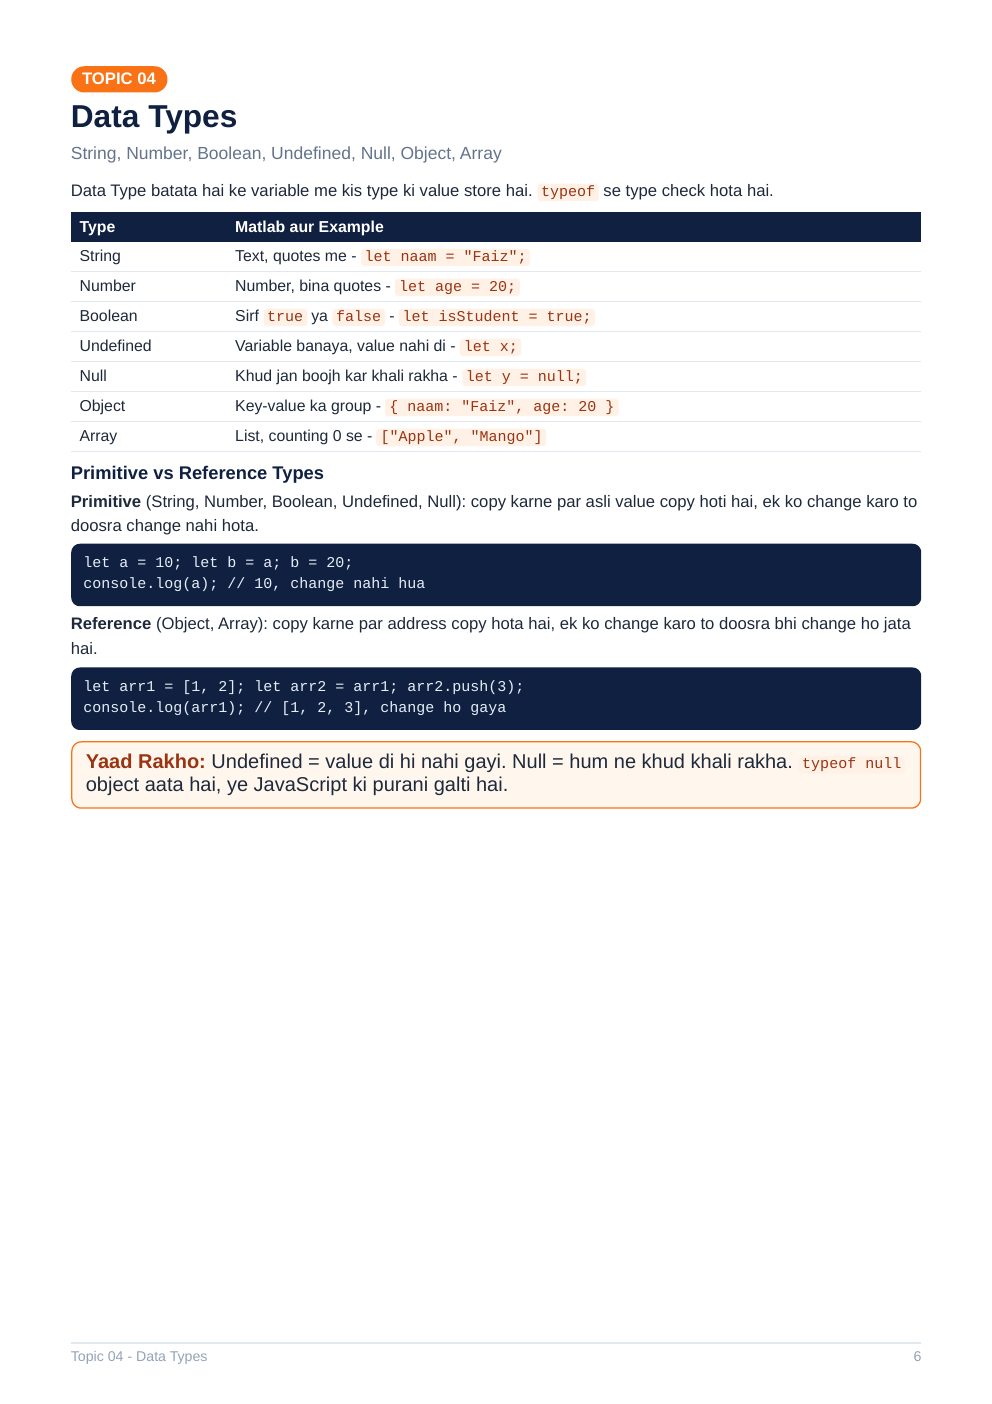 TOPIC 04
Data Types
String, Number, Boolean, Undefined, Null, Object, Array
Data Type batata hai ke variable me kis type ki value store hai. typeof se type check hota hai.
Type Matlab aur Example
String Text, quotes me - let naam = "Faiz";
Number Number, bina quotes - let age = 20;
Boolean Sirf true ya false - let isStudent = true;
Undefined Variable banaya, value nahi di - let x;
Null Khud jan boojh kar khali rakha - let y = null;
Object Key-value ka group - { naam: "Faiz", age: 20 }
Array List, counting 0 se - ["Apple", "Mango"]
Primitive vs Reference Types
Primitive (String, Number, Boolean, Undefined, Null): copy karne par asli value copy hoti hai, ek ko change karo to
doosra change nahi hota.
let a = 10; let b = a; b = 20;
console.log(a); // 10, change nahi hua
Reference (Object, Array): copy karne par address copy hota hai, ek ko change karo to doosra bhi change ho jata
hai.
let arr1 = [1, 2]; let arr2 = arr1; arr2.push(3);
console.log(arr1); // [1, 2, 3], change ho gaya
Yaad Rakho: Undefined = value di hi nahi gayi. Null = hum ne khud khali rakha. typeof null
object aata hai, ye JavaScript ki purani galti hai.
Topic 04 - Data Types 6